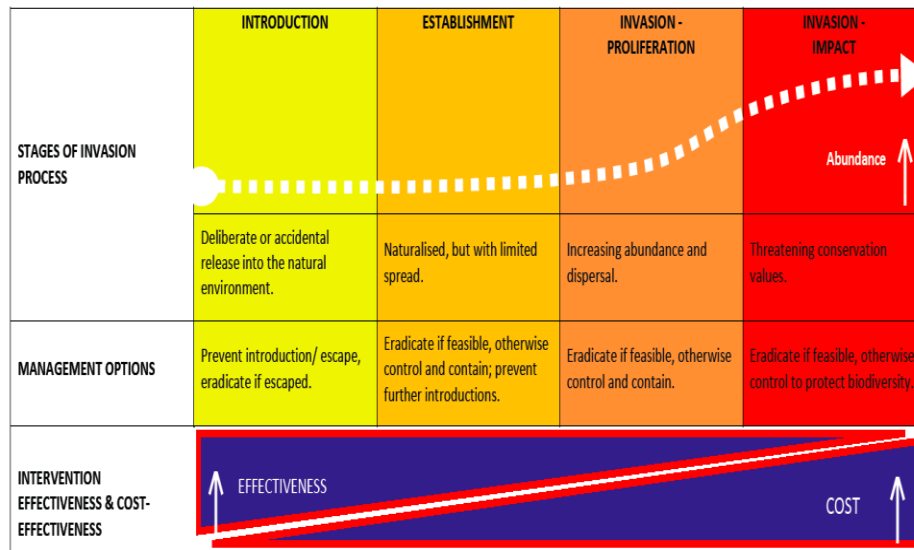 INTRODUCTION
ESTABLISHMENT
INVASION -
PROLIFERATION
INVASION -
IMPACT
STAGES OF INVASION
PROCESS
Abundance
Deliberate or accidental
release into the natural
environment.
Naturalised, but with limited
spread.
Increasing abundance and
dispersal.
Threatening conservation
values.
MANAGEMENT OPTIONS
Prevent introduction/ escape,
eradicate if escaped.
Eradicate if feasible, otherwise
control and contain; prevent
further introductions.
Eradicate if feasible, otherwise
control and contain.
Eradicate if feasible, otherwise
control to protect biodiversity.
INTERVENTION
EFFECTIVENESS & COST-
EFFECTIVENESS
EFFECTIVENESS
COST